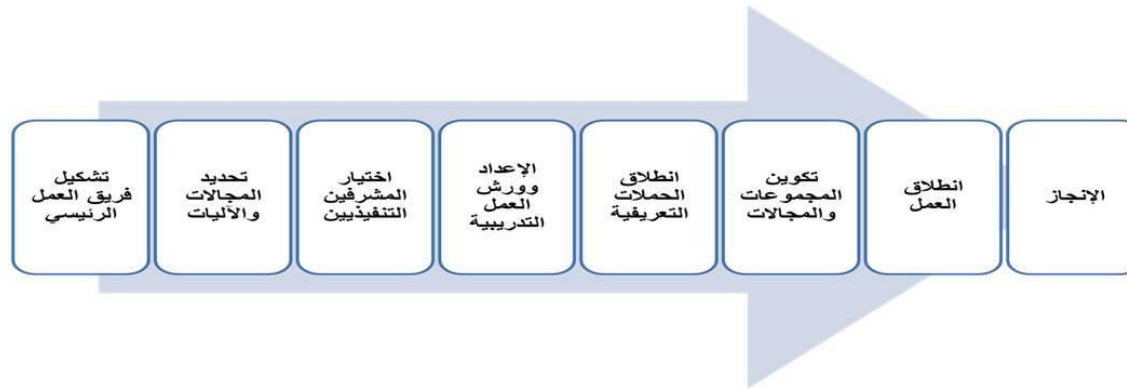 تشكيل
فريق العمل
الرئيسي
تحديد
المجالات
والآليات
اختيار
المشرفين
التنفيذيين
الإعداد
وورش
العمل
التدريبية
انطلاق
الحملات
التعريفية
تكوين
المجموعات
والمجالات
انطلاق
العمل
الإنجاز